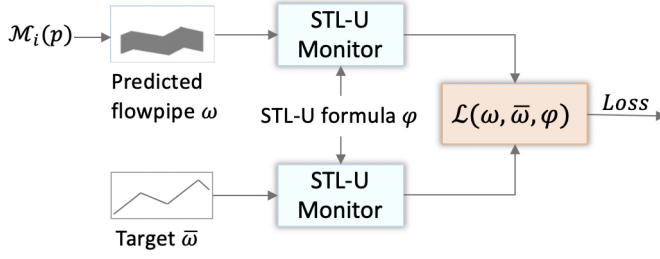 ℳᵢ(p)
Predicted
flowpipe ω
STL-U
Monitor
STL-U formula φ
ℒ(ω, ω̅, φ)
Loss
Target ω̅
STL-U
Monitor